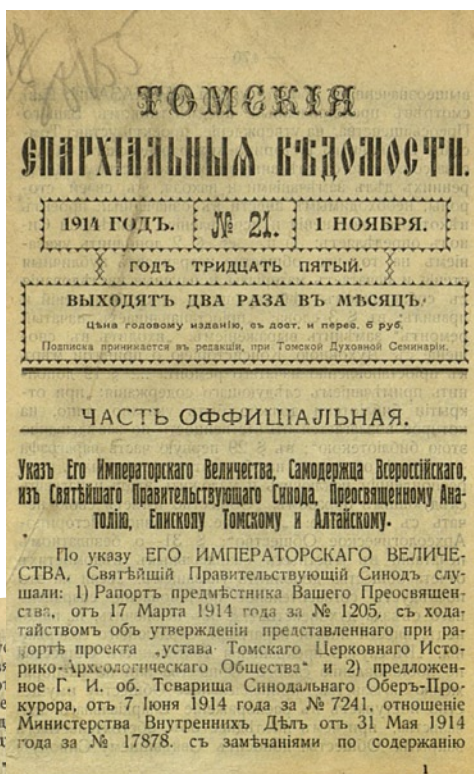 ТОМСКІЯ
ЕПАРХІАЛЬНЫЯ ВѢДОМОСТИ.
1914 ГОДЪ.
№ 21.
1 НОЯБРЯ.
ГОДЪ ТРИДЦАТЬ ПЯТЫЙ.
ВЫХОДЯТЪ ДВА РАЗА ВЪ МѢСЯЦЪ.
Цѣна годовому изданію, съ дост. и перес. 6 руб.
Подписка принимается въ редакціи, при Томской Духовной Семинаріи.
ЧАСТЬ ОФФИЦІАЛЬНАЯ.
Указъ Его Императорскаго Величества, Самодержца Всероссійскаго,
изъ Святѣйшаго Правительствующаго Синода, Преосвященному Ана-
толію, Епископу Томскому и Алтайскому.
По указу ЕГО ИМПЕРАТОРСКАГО ВЕЛИЧЕ-
СТВА, Святѣйшій Правительствующій Синодъ слу-
шали: 1) Рапортъ предмѣстника Вашего Преосвящен-
ства, отъ 17 Марта 1914 года за № 1205, съ хода-
тайствомъ объ утвержденіи представленнаго при ра-
портѣ проекта „устава Томскаго Церковнаго Исто-
рико-Археологическаго Общества“ и 2) предложен-
ное Г. И. об. Товарища Синодальнаго Оберъ-Про-
курора, отъ 7 Іюня 1914 года за № 7241, отношеніе
Министерства Внутреннихъ Дѣлъ отъ 31 Мая 1914
года за № 17878. съ замѣчаніями по содержанію
1